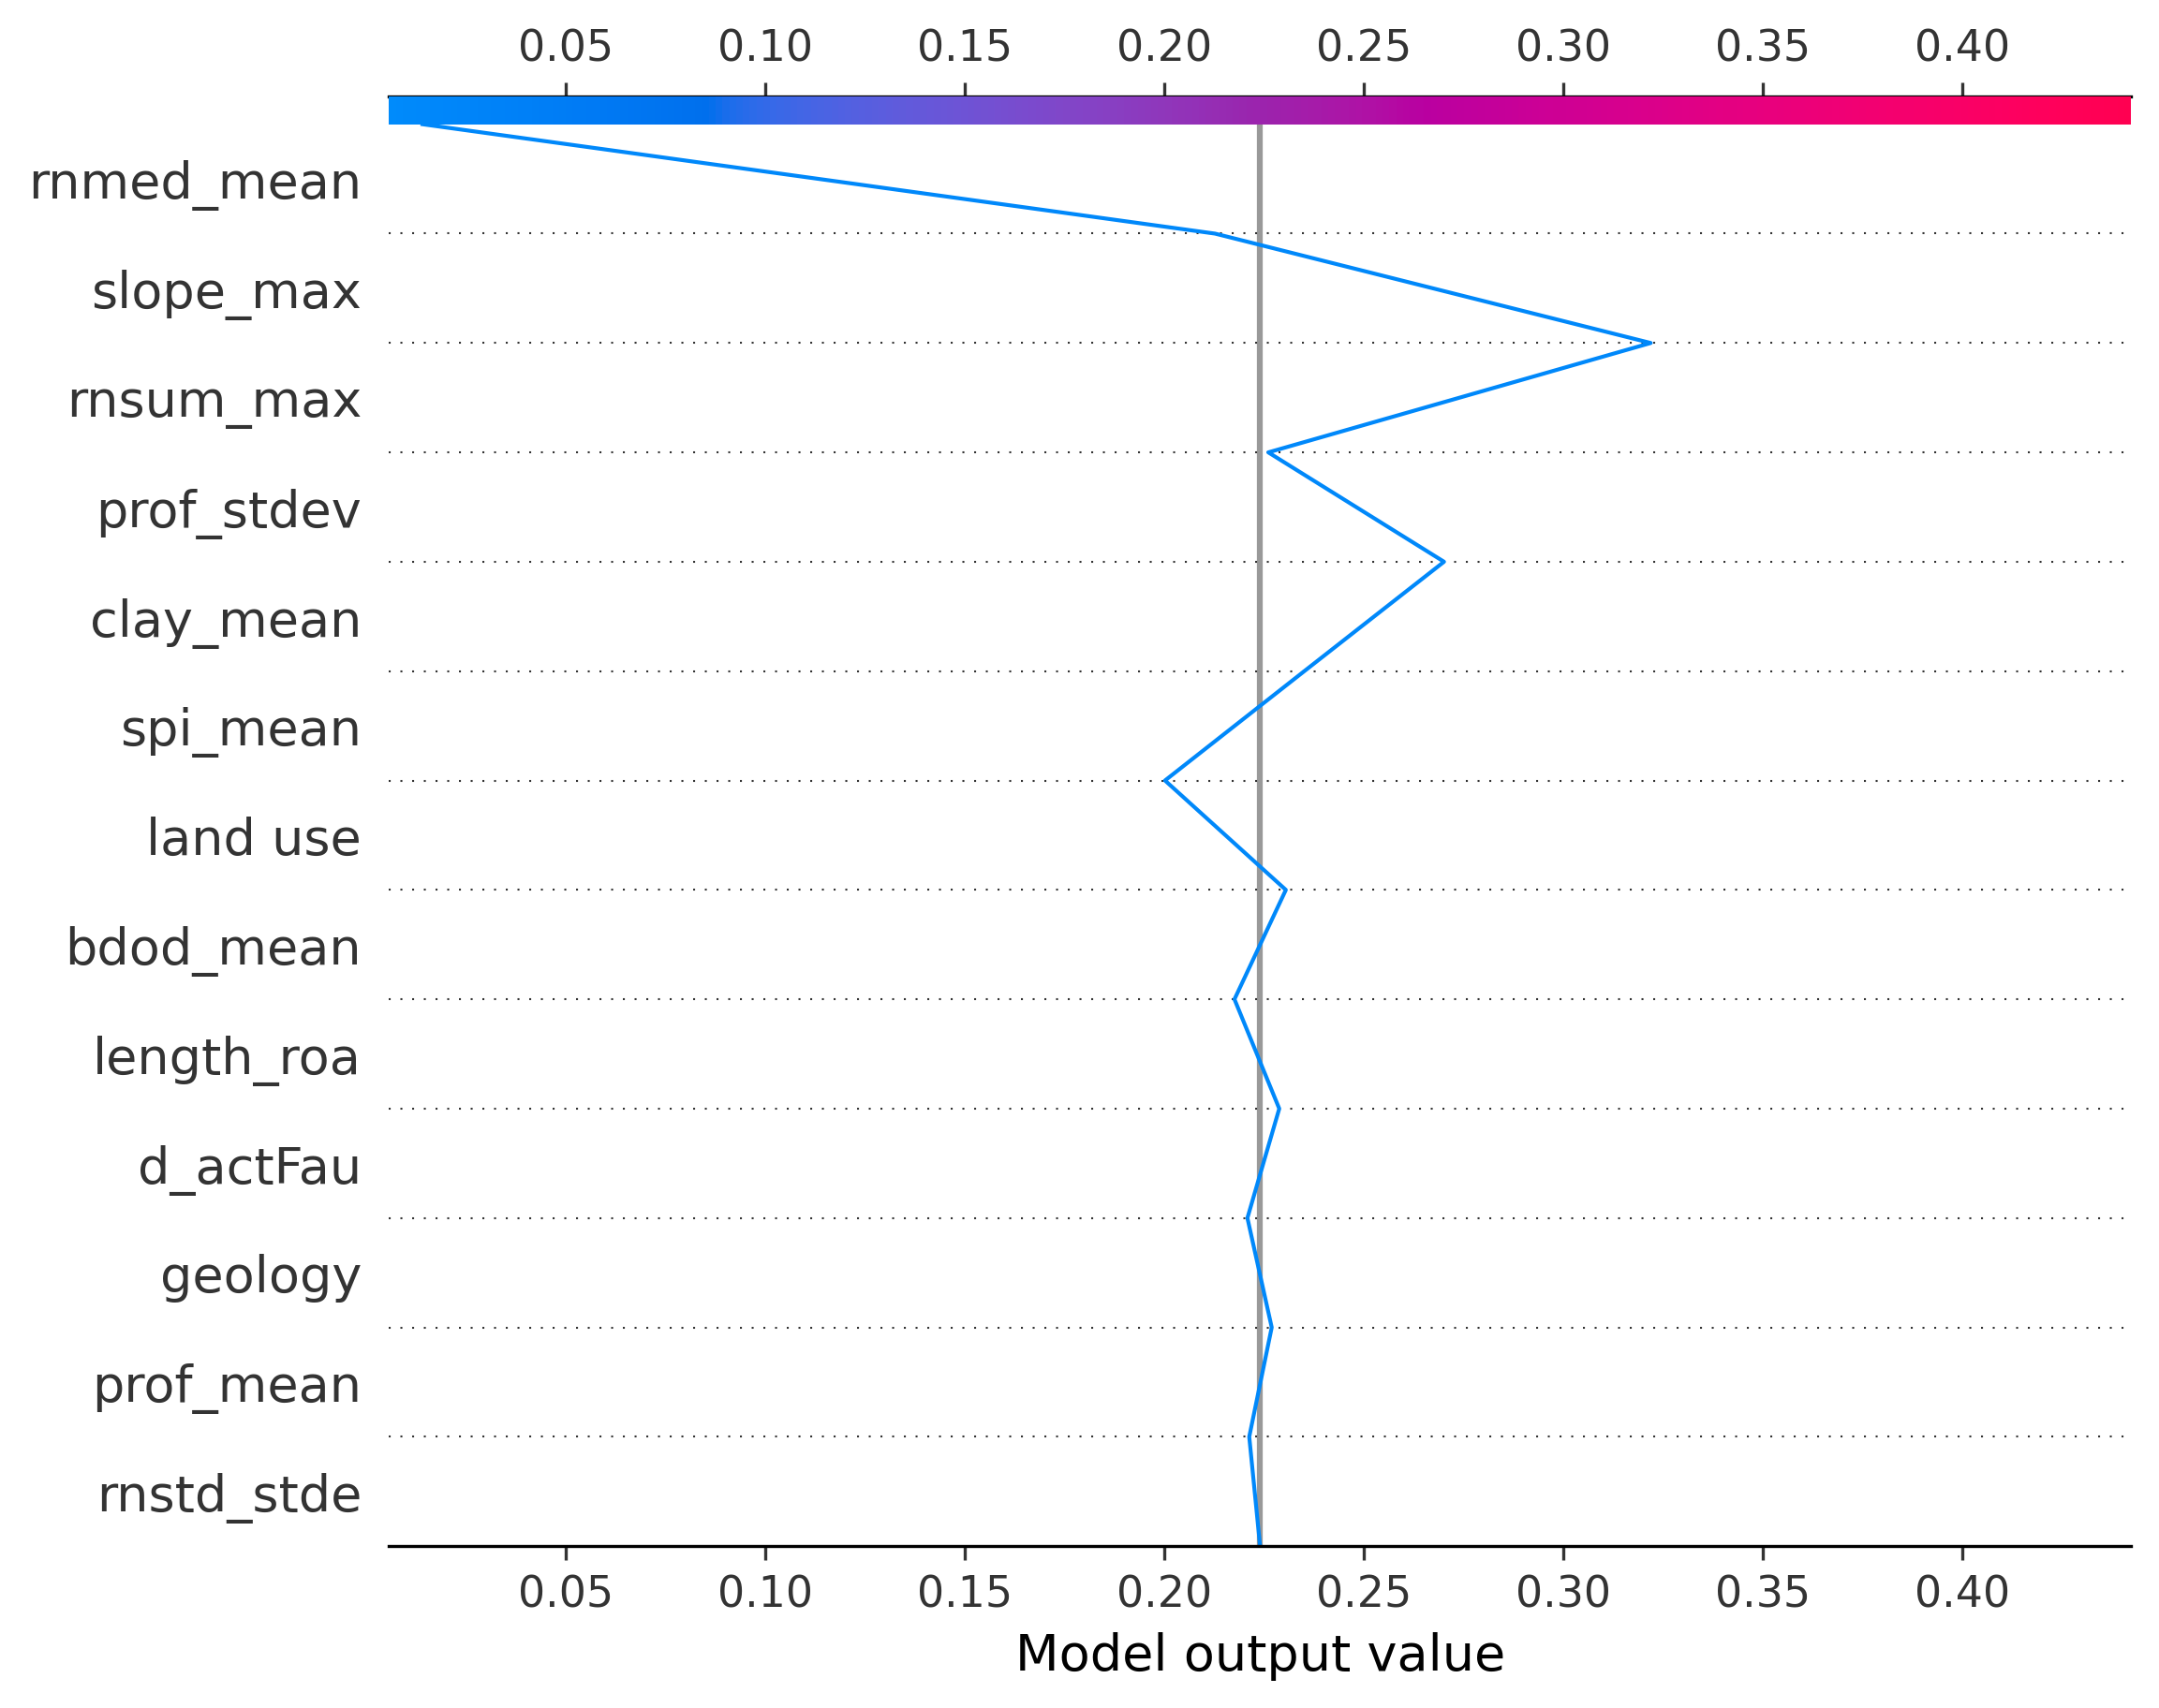 0.05 0.10 0.15 0.20 0.25 0.30 0.35 0.40
rnmed_mean
slope_max
rnsum_max
prof_stdev
clay_mean
spi_mean
land use
bdod_mean
length_roa
d_actFau
geology
prof_mean
rnstd_stde
0.05 0.10 0.15 0.20 0.25 0.30 0.35 0.40
Model output value